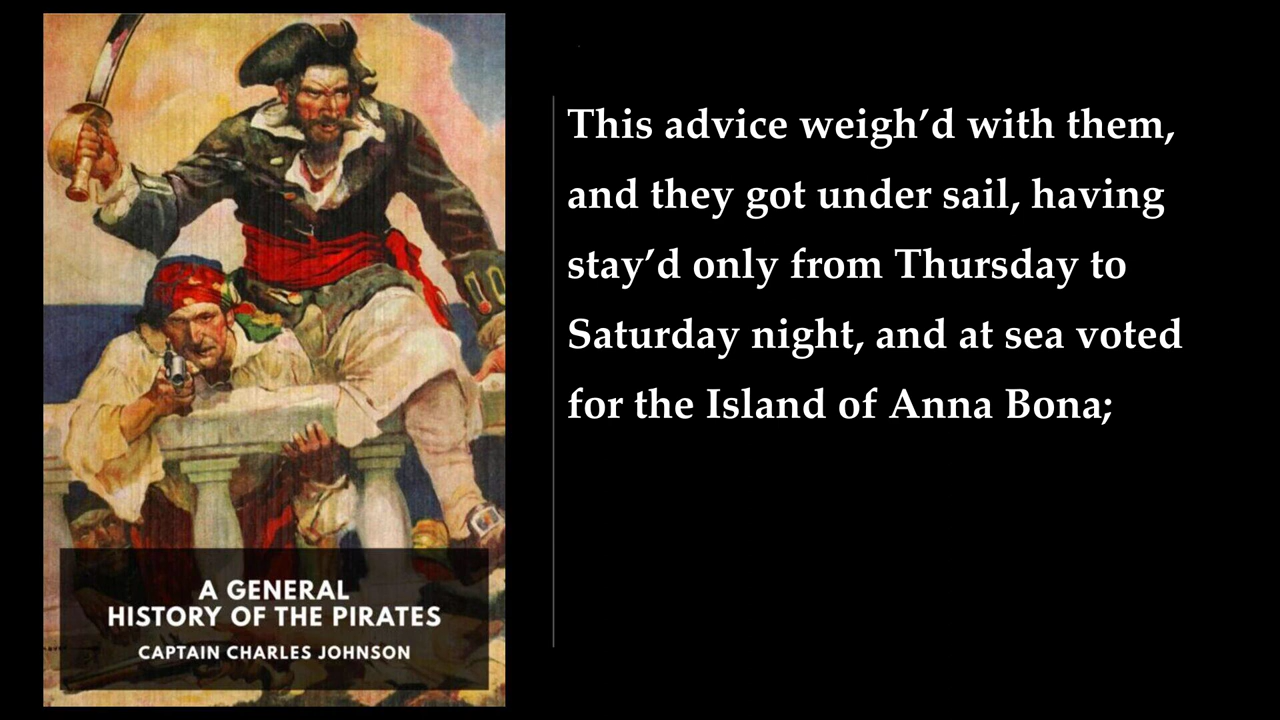 This advice weigh’d with them,
and they got under sail, having
stay’d only from Thursday to
Saturday night, and at sea voted
for the Island of Anna Bona;
A GENERAL
HISTORY OF THE PIRATES
CAPTAIN CHARLES JOHNSON